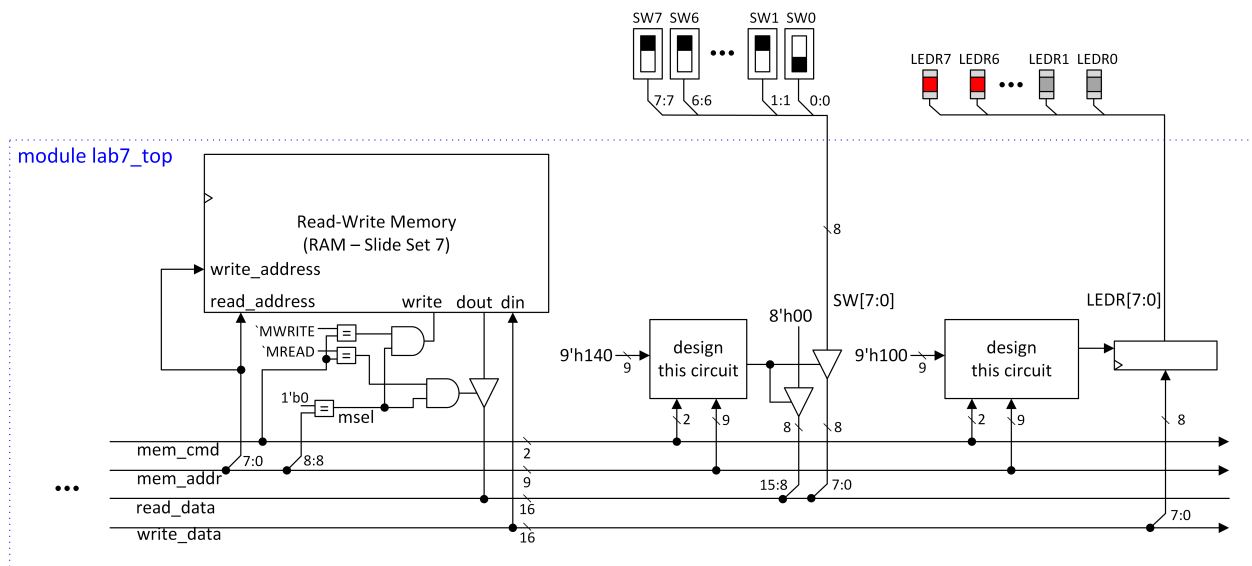 SW7 SW6 SW1 SW0
LEDR7 LEDR6 LEDR1 LEDR0
7:7 6:6 1:1 0:0
module lab7_top
Read-Write Memory
(RAM – Slide Set 7)
write_address
read_address write dout din
8
SW[7:0]
LEDR[7:0]
8'h00
`MWRITE =
`MREAD =
1'b0 =
msel
9'h140
9
design
this circuit
9'h100
9
design
this circuit
2 9
8 8
2 9
8
mem_cmd
2
7:0 8:8
mem_addr
9
15:8 7:0
read_data
16
7:0
write_data
16